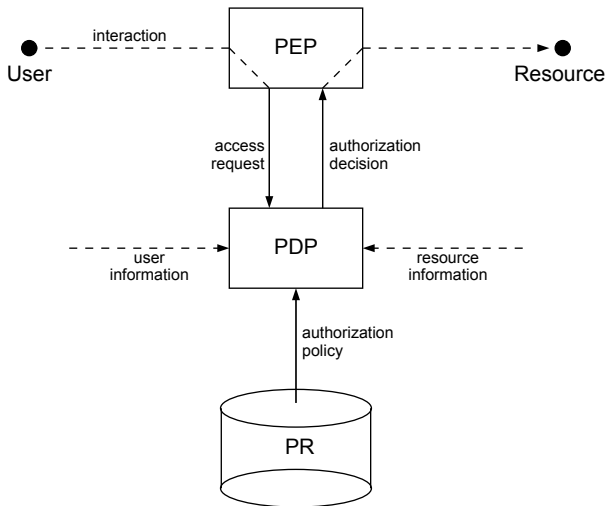 interaction
PEP
User
Resource
access
request
authorization
decision
PDP
user
information
resource
information
authorization
policy
PR